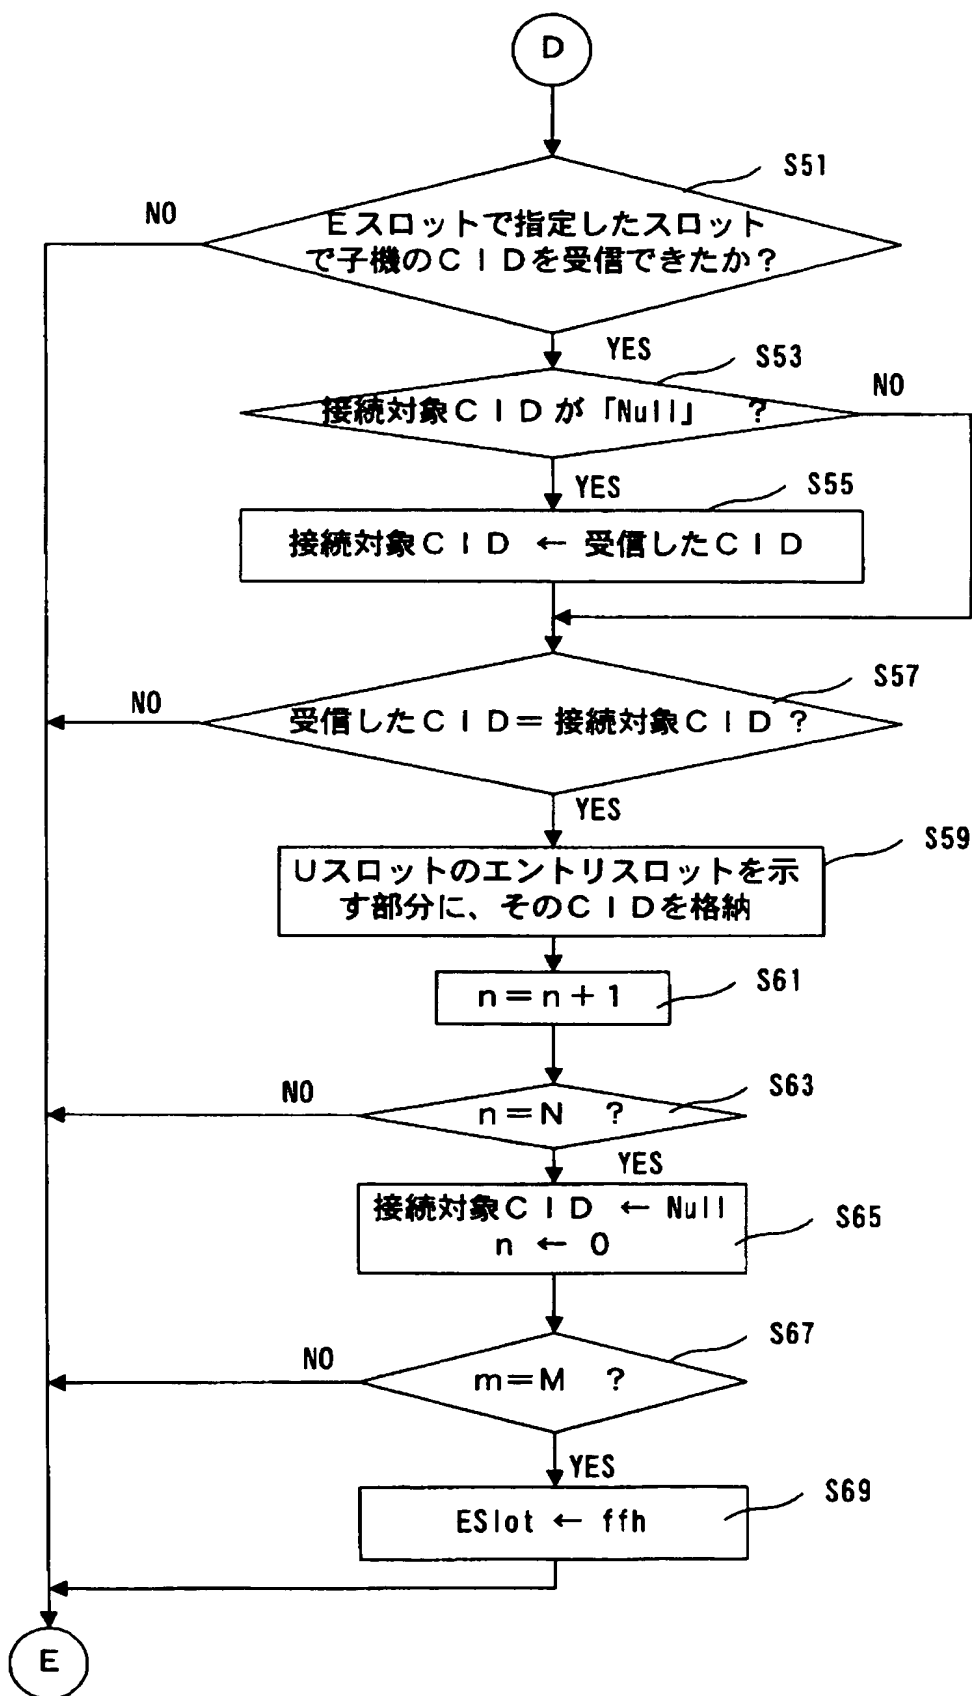 D
S51
NO
Eスロットで指定したスロット
で子機のCIDを受信できたか？
YES
S53
NO
接続対象CIDが「Null」 ？
YES
S55
接続対象CID ← 受信したCID
S57
NO
受信したCID＝接続対象CID？
YES
S59
Uスロットのエントリスロットを示
す部分に、そのCIDを格納
S61
n＝n＋1
S63
NO
n＝N ？
YES
接続対象CID ← Null
n ← 0
S65
S67
NO
m＝M ？
YES
S69
ESlot ← ffh
E